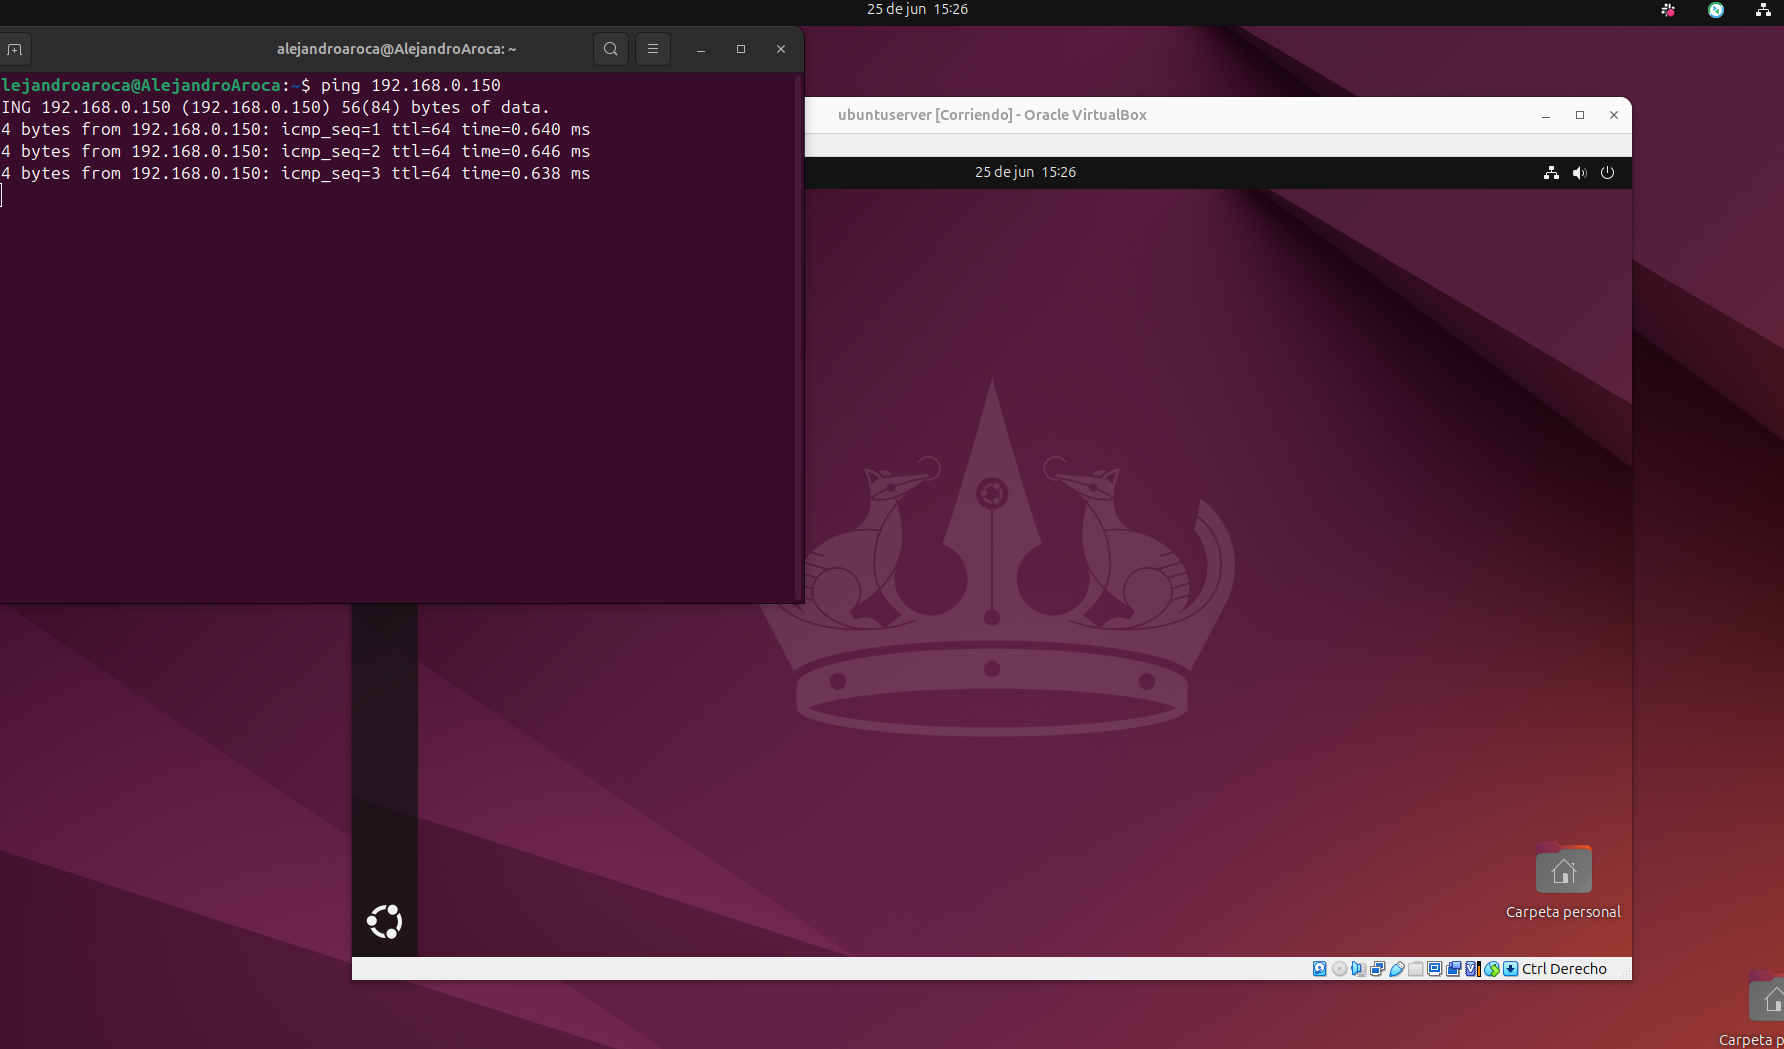 25 de jun 15:26
alejandroaroca@AlejandroAroca: ~
lejandroaroca@AlejandroAroca:~$ ping 192.168.0.150
ING 192.168.0.150 (192.168.0.150) 56(84) bytes of data.
4 bytes from 192.168.0.150: icmp_seq=1 ttl=64 time=0.640 ms
4 bytes from 192.168.0.150: icmp_seq=2 ttl=64 time=0.646 ms
4 bytes from 192.168.0.150: icmp_seq=3 ttl=64 time=0.638 ms
ubuntuserver [Corriendo] - Oracle VirtualBox
25 de jun 15:26
Carpeta personal
Ctrl Derecho
Carpeta p